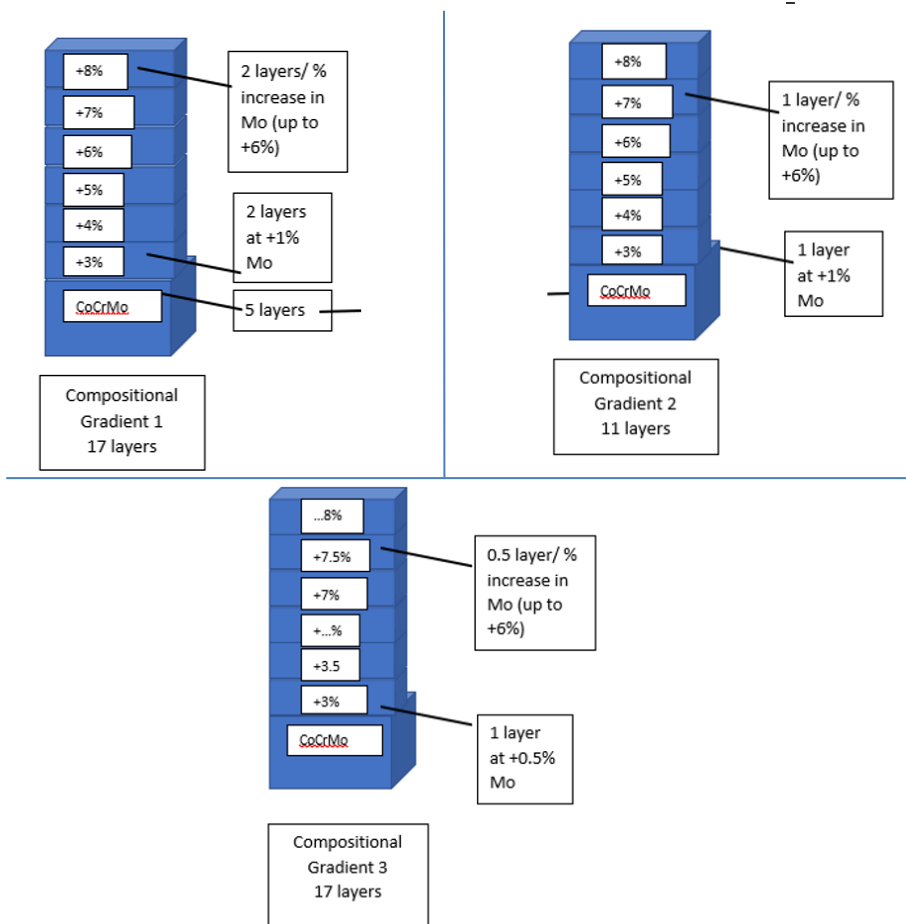 +8%
+7%
+6%
+5%
+4%
+3%
CoCrMo
2 layers/ %
increase in
Mo (up to
+6%)
2 layers
at +1%
Mo
5 layers
Compositional
Gradient 1
17 layers
+8%
+7%
+6%
+5%
+4%
+3%
CoCrMo
1 layer/ %
increase in
Mo (up to
+6%)
1 layer
at +1%
Mo
Compositional
Gradient 2
11 layers
...8%
+7.5%
+7%
+...%
+3.5
+3%
CoCrMo
0.5 layer/ %
increase in
Mo (up to
+6%)
1 layer
at +0.5%
Mo
Compositional
Gradient 3
17 layers